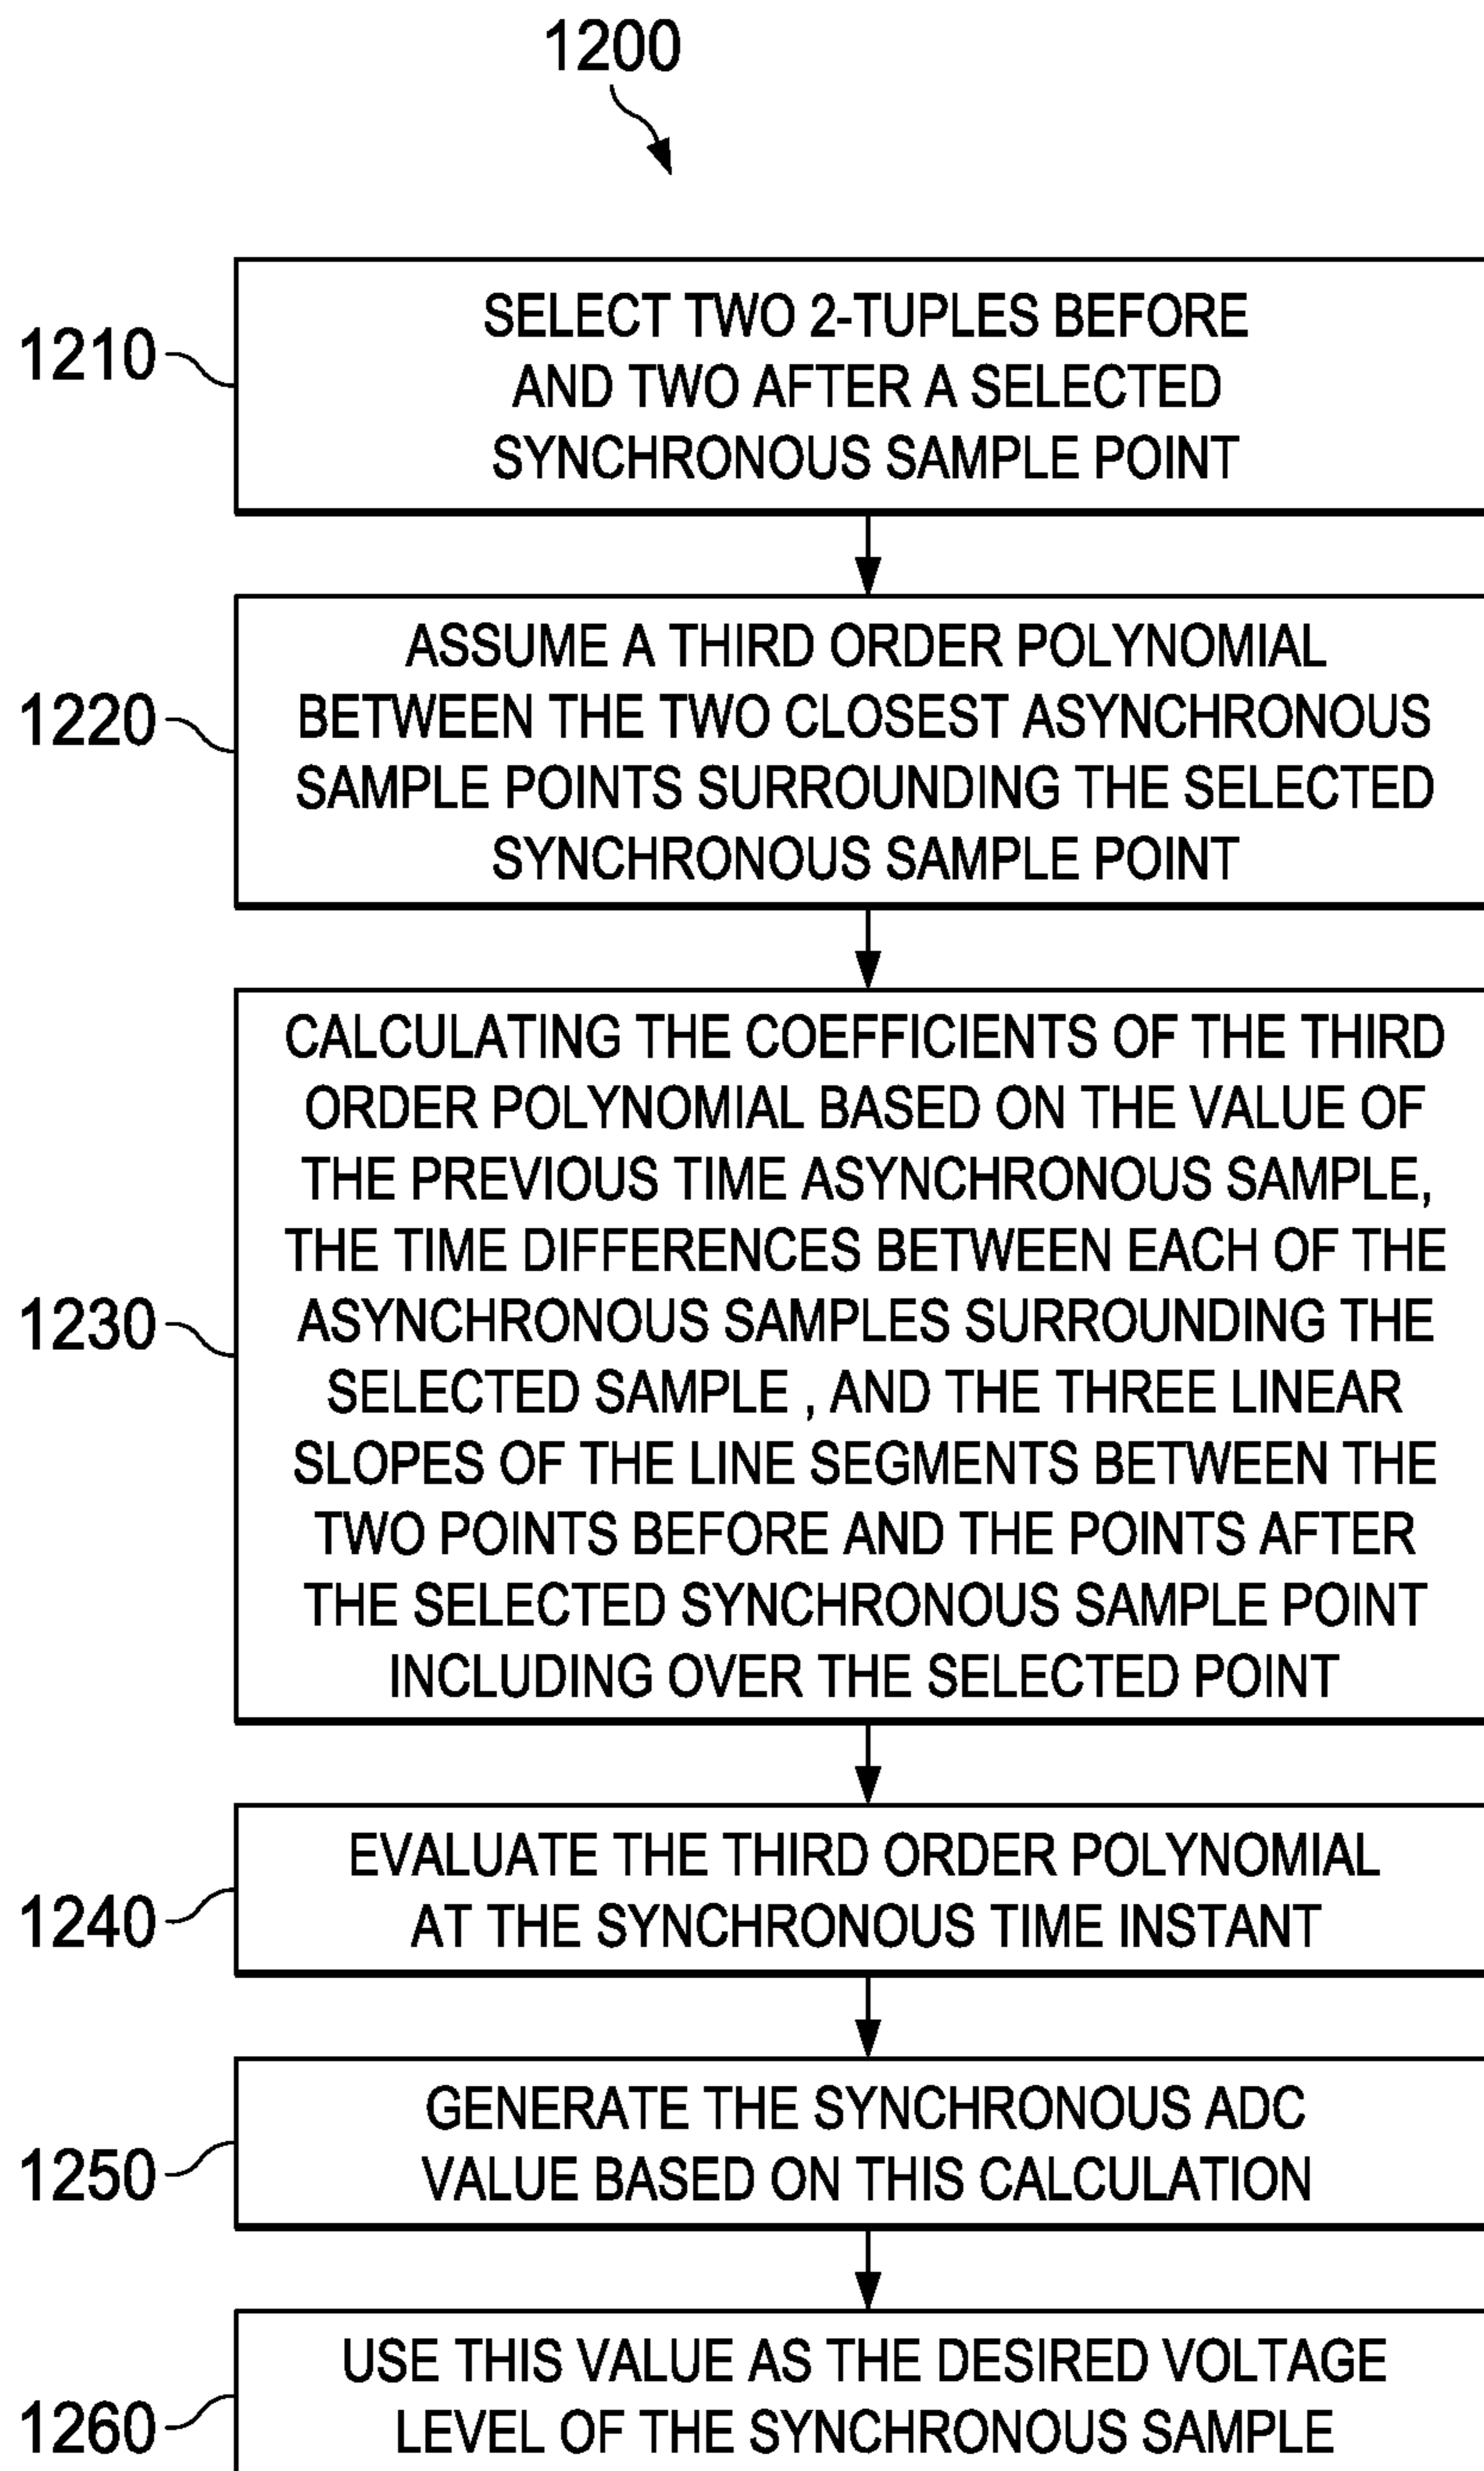 1200
1210
SELECT TWO 2-TUPLES BEFORE
AND TWO AFTER A SELECTED
SYNCHRONOUS SAMPLE POINT
1220
ASSUME A THIRD ORDER POLYNOMIAL
BETWEEN THE TWO CLOSEST ASYNCHRONOUS
SAMPLE POINTS SURROUNDING THE SELECTED
SYNCHRONOUS SAMPLE POINT
1230
CALCULATING THE COEFFICIENTS OF THE THIRD
ORDER POLYNOMIAL BASED ON THE VALUE OF
THE PREVIOUS TIME ASYNCHRONOUS SAMPLE,
THE TIME DIFFERENCES BETWEEN EACH OF THE
ASYNCHRONOUS SAMPLES SURROUNDING THE
SELECTED SAMPLE , AND THE THREE LINEAR
SLOPES OF THE LINE SEGMENTS BETWEEN THE
TWO POINTS BEFORE AND THE POINTS AFTER
THE SELECTED SYNCHRONOUS SAMPLE POINT
INCLUDING OVER THE SELECTED POINT
1240
EVALUATE THE THIRD ORDER POLYNOMIAL
AT THE SYNCHRONOUS TIME INSTANT
1250
GENERATE THE SYNCHRONOUS ADC
VALUE BASED ON THIS CALCULATION
1260
USE THIS VALUE AS THE DESIRED VOLTAGE
LEVEL OF THE SYNCHRONOUS SAMPLE